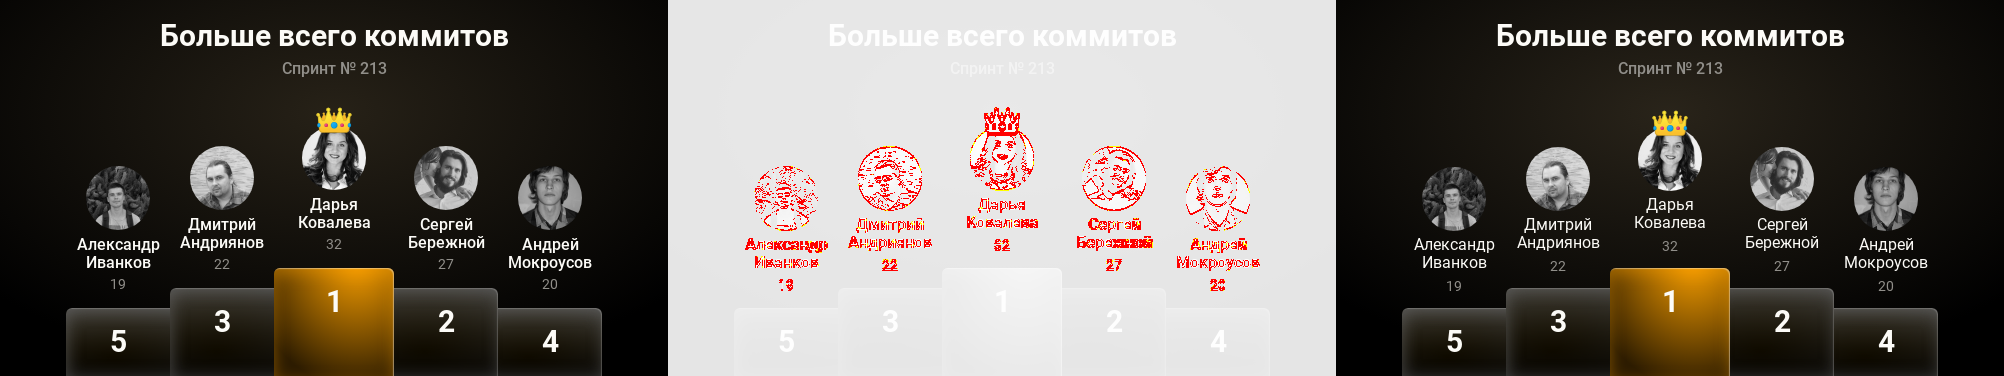 Больше всего коммитов
Спринт № 213
Александр
Иванков
19
Дмитрий
Андриянов
22
Дарья
Ковалева
32
Сергей
Бережной
27
Андрей
Мокроусов
20
5
3
1
2
4
Больше всего коммитов
Спринт № 213
Александр
Иванков
Дмитрий
Андриянов
22
Дарья
Ковалева
32
Сергей
Бережной
27
Андрей
Мокроусов
5
3
1
2
4
Больше всего коммитов
Спринт № 213
Александр
Иванков
19
Дмитрий
Андриянов
22
Дарья
Ковалева
32
Сергей
Бережной
27
Андрей
Мокроусов
20
5
3
1
2
4